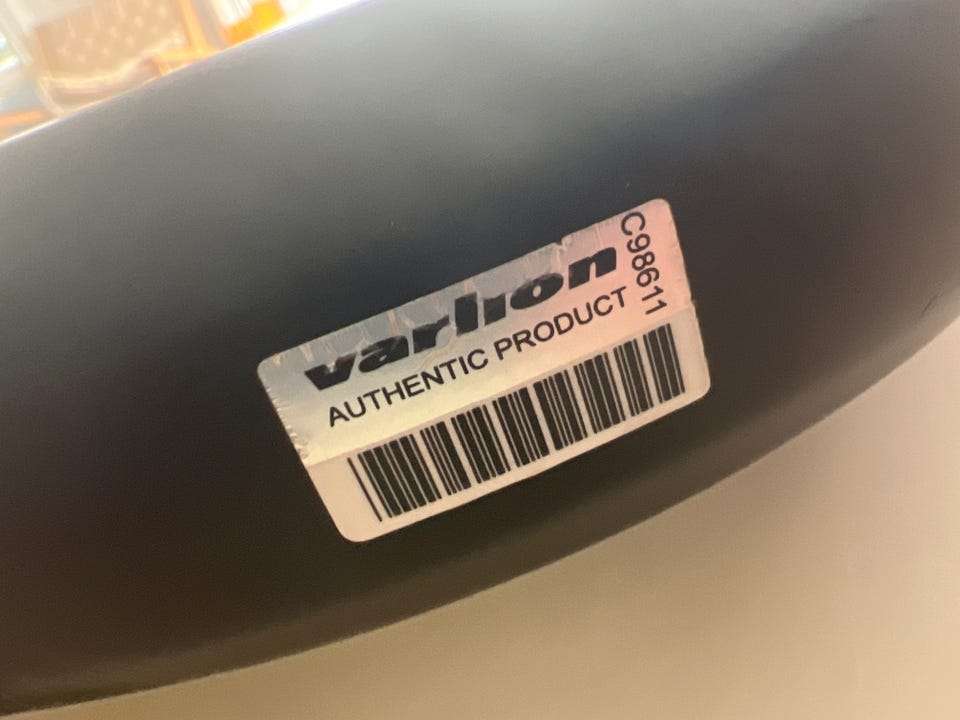 varlion
AUTHENTIC PRODUCT
C98611